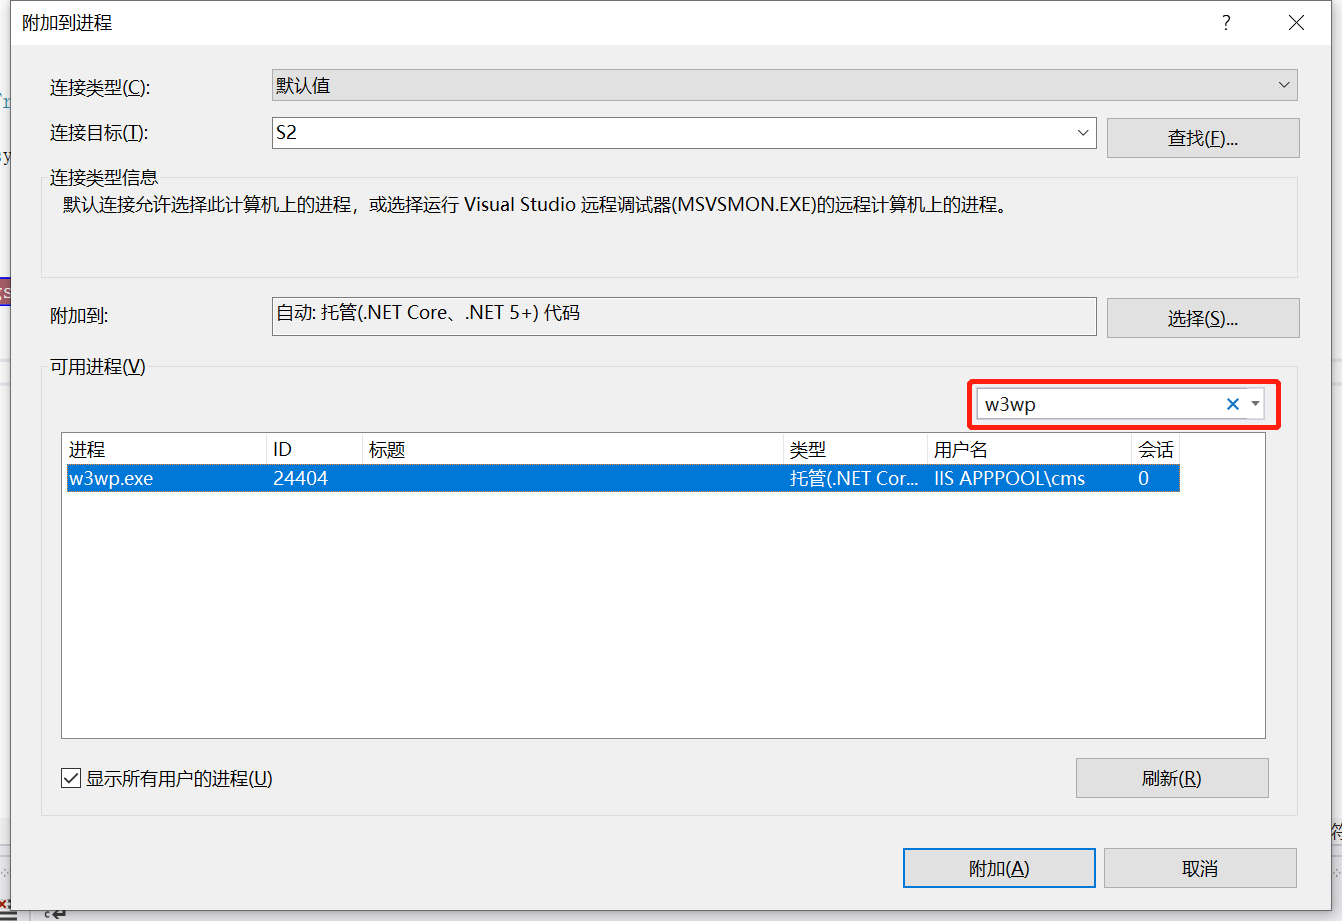 附加到进程
?
连接类型(C):
默认值
连接目标(T):
S2
查找(F)...
连接类型信息
默认连接允许选择此计算机上的进程，或选择运行 Visual Studio 远程调试器(MSVSMON.EXE)的远程计算机上的进程。
附加到:
自动: 托管(.NET Core、.NET 5+) 代码
选择(S)...
可用进程(V)
w3wp
进程 ID 标题 类型 用户名 会话
w3wp.exe 24404 托管(.NET Cor... IIS APPPOOL\cms 0
显示所有用户的进程(U)
刷新(R)
附加(A)
取消